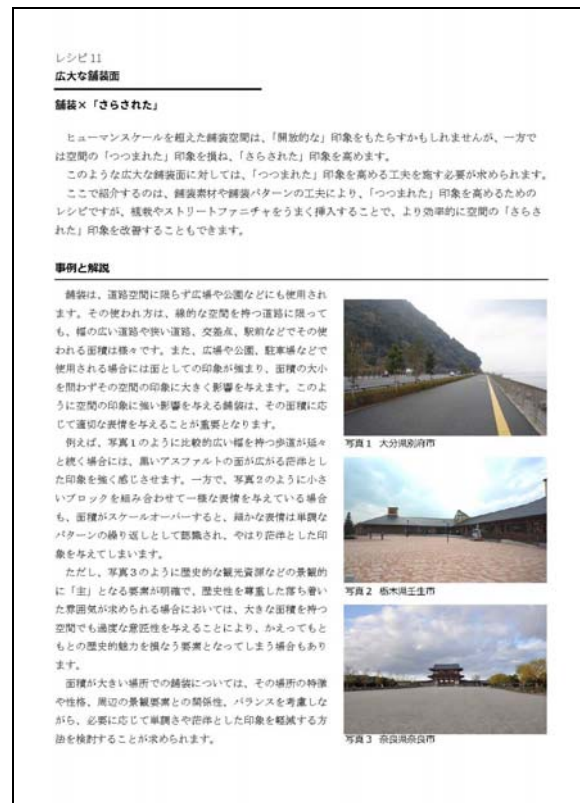 レシピ 11
広大な舗装面
舗装×「さらされた」
ヒューマンスケールを超えた舗装空間は、「開放的な」印象をもたらすかもしれませんが、一方で
は空間の「つつまれた」印象を損ね、「さらされた」印象を高めます。
このような広大な舗装面に対しては、「つつまれた」印象を高める工夫を施す必要が求められます。
ここで紹介するのは、舗装素材や舗装パターンの工夫により、「つつまれた」印象を高めるための
レシピですが、植栽やストリートファニチャをうまく挿入することで、より効率的に空間の「さらさ
れた」印象を改善することもできます。
事例と解説
舗装は、道路空間に限らず広場や公園などにも使用され
ます。その使われ方は、線的な空間を持つ道路に限って
も、幅の広い道路や狭い道路、交差点、駅前などでその使
われる面積は様々です。また、広場や公園、駐車場などで
使用される場合には面としての印象が強まり、面積の大小
を問わずその空間の印象に大きく影響を与えます。このよ
うに空間の印象に強い影響を与える舗装は、その面積に応
じて適切な表情を与えることが重要となります。
例えば、写真1のように比較的広い幅を持つ歩道が延々
と続く場合には、黒いアスファルトの面が広がる茫洋とし
た印象を強く感じさせます。一方で、写真2のように小さ
いブロックを組み合わせて一様な表情を与えている場合
も、面積がスケールオーバーすると、細かな表情は単調な
パターンの繰り返しとして認識され、やはり茫洋とした印
象を与えてしまいます。
ただし、写真3のように歴史的な観光資源などの景観的
に「主」となる要素が明確で、歴史性を尊重した落ち着い
た雰囲気が求められる場合においては、大きな面積を持つ
空間でも過度な意匠性を与えることにより、かえってもと
もとの歴史的魅力を損なう要素となってしまう場合もあり
ます。
面積が大きい場所での舗装については、その場所の特徴
や性格、周辺の景観要素との関係性、バランスを考慮しな
がら、必要に応じて単調さや茫洋とした印象を軽減する方
法を検討することが求められます。
写真1 大分県別府市
写真2 栃木県壬生市
写真3 奈良県奈良市